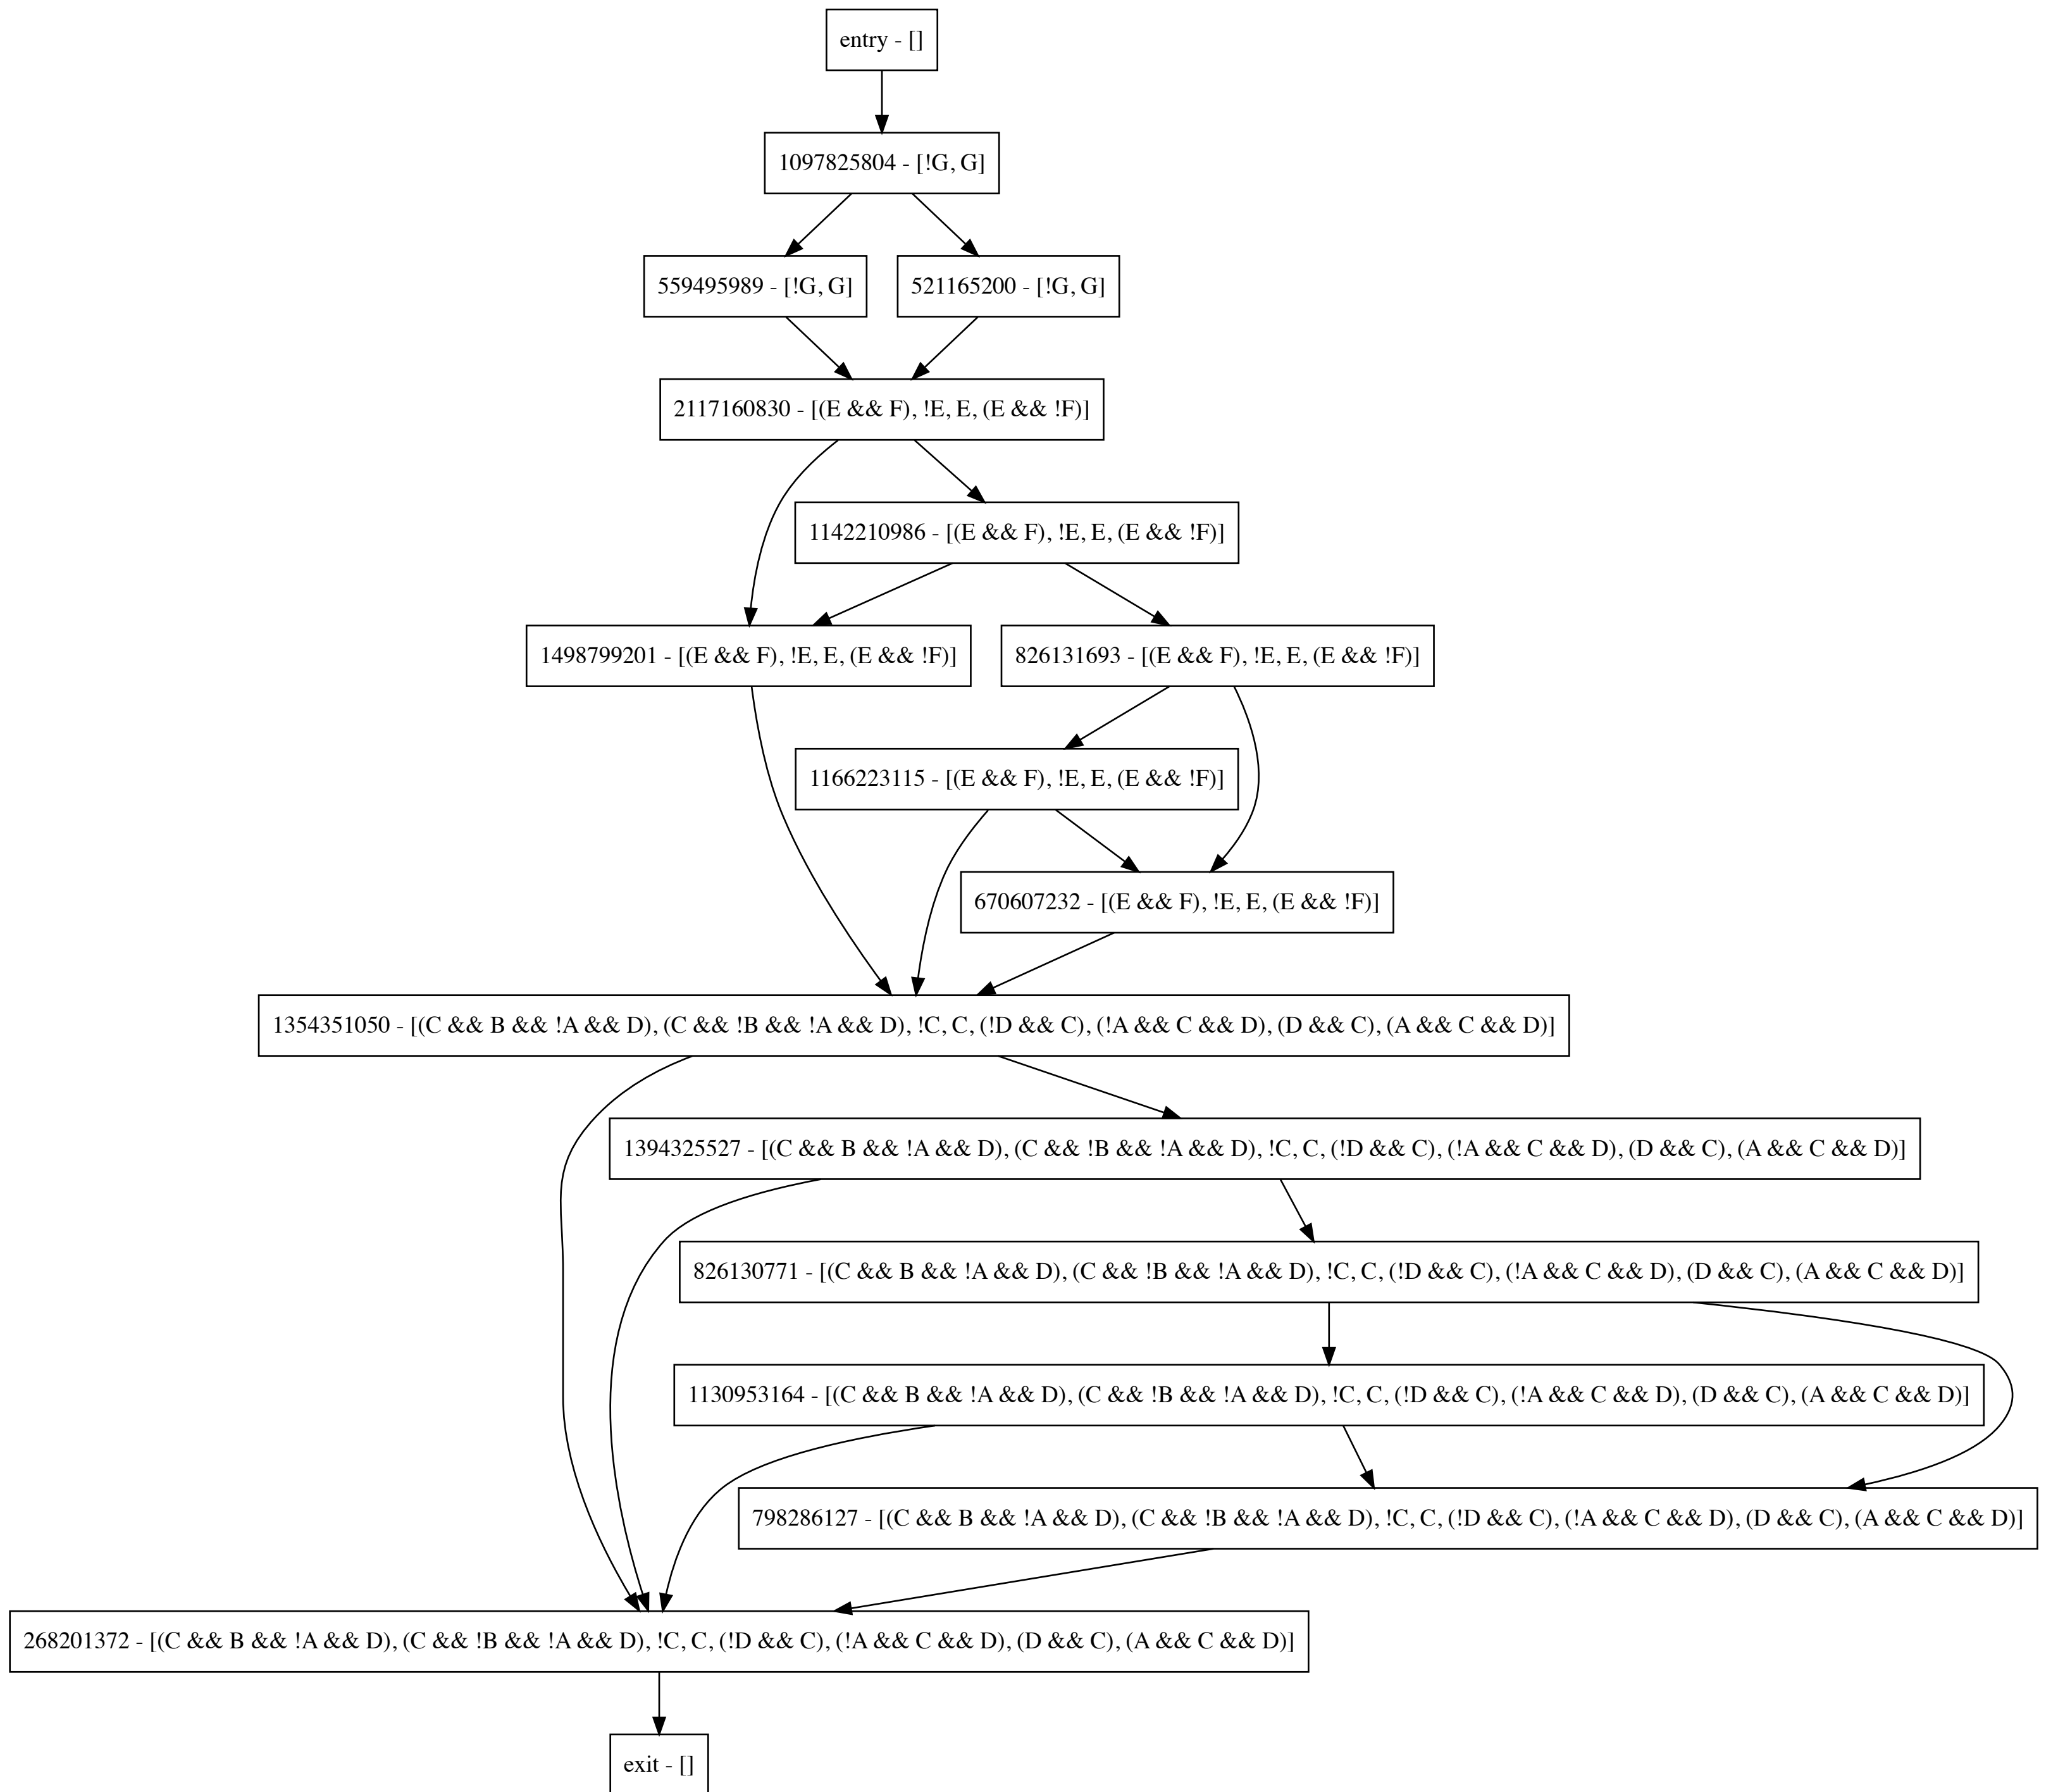 entry - []
1097825804 - [!G, G]
559495989 - [!G, G]
521165200 - [!G, G]
2117160830 - [(E && F), !E, E, (E && !F)]
1142210986 - [(E && F), !E, E, (E && !F)]
1498799201 - [(E && F), !E, E, (E && !F)]
826131693 - [(E && F), !E, E, (E && !F)]
1166223115 - [(E && F), !E, E, (E && !F)]
670607232 - [(E && F), !E, E, (E && !F)]
1354351050 - [(C && B && !A && D), (C && !B && !A && D), !C, C, (!D && C), (!A && C && D), (D && C), (A && C && D)]
1394325527 - [(C && B && !A && D), (C && !B && !A && D), !C, C, (!D && C), (!A && C && D), (D && C), (A && C && D)]
826130771 - [(C && B && !A && D), (C && !B && !A && D), !C, C, (!D && C), (!A && C && D), (D && C), (A && C && D)]
1130953164 - [(C && B && !A && D), (C && !B && !A && D), !C, C, (!D && C), (!A && C && D), (D && C), (A && C && D)]
798286127 - [(C && B && !A && D), (C && !B && !A && D), !C, C, (!D && C), (!A && C && D), (D && C), (A && C && D)]
268201372 - [(C && B && !A && D), (C && !B && !A && D), !C, C, (!D && C), (!A && C && D), (D && C), (A && C && D)]
exit - []